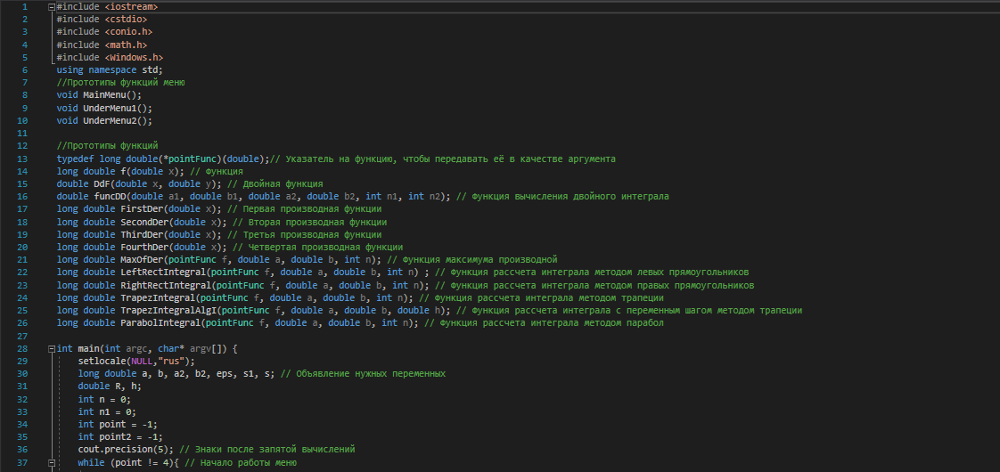 1 #include <iostream>
2 #include <cstdio>
3 #include <conio.h>
4 #include <math.h>
5 #include <Windows.h>
6 using namespace std;
7 //Прототипы функций меню
8 void MainMenu();
9 void UnderMenu1();
10 void UnderMenu2();
11
12 //Прототипы функций
13 typedef long double(*pointFunc)(double);// Указатель на функцию, чтобы передавать её в качестве аргумента
14 long double f(double x); // Функция
15 double DdF(double x, double y); // Двойная функция
16 double funcDD(double a1, double b1, double a2, double b2, int n1, int n2); // Функция вычисления двойного интеграла
17 long double FirstDer(double x); // Первая производная функции
18 long double SecondDer(double x); // Вторая производная функции
19 long double ThirdDer(double x); // Третья производная функции
20 long double FourthDer(double x); // Четвертая производная функции
21 long double MaxOfDer(pointFunc f, double a, double b, int n); // Функция максимума производной
22 long double LeftRectIntegral(pointFunc f, double a, double b, int n) ; // Функция рассчета интеграла методом левых прямоугольников
23 long double RightRectIntegral(pointFunc f, double a, double b, int n); // Функция рассчета интеграла методом правых прямоугольников
24 long double TrapezIntegral(pointFunc f, double a, double b, int n); // Функция рассчета интеграла методом трапеции
25 long double TrapezIntegralAlgI(pointFunc f, double a, double b, double h); // Функция рассчета интеграла с переменным шагом методом трапеции
26 long double ParabolIntegral(pointFunc f, double a, double b, int n); // Функция рассчета интеграла методом парабол
27
28 int main(int argc, char* argv[]) {
29 setlocale(NULL,"rus");
30 long double a, b, a2, b2, eps, s1, s; // Объявление нужных переменных
31 double R, h;
32 int n = 0;
33 int n1 = 0;
34 int point = -1;
35 int point2 = -1;
36 cout.precision(5); // Знаки после запятой вычислений
37 while (point != 4){ // Начало работы меню